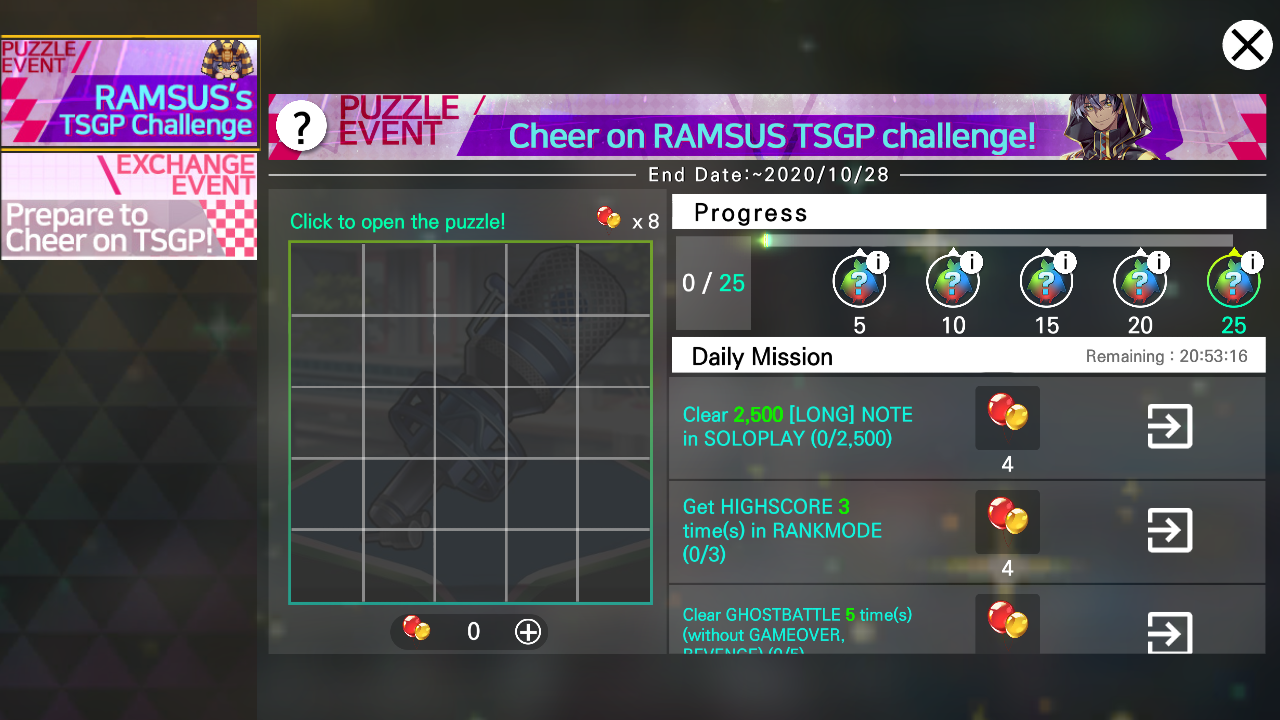 PUZZLE
EVENT
RAMSUS's
TSGP Challenge
EXCHANGE
EVENT
Prepare to
Cheer on TSGP!
?
PUZZLE
EVENT
Cheer on RAMSUS TSGP challenge!
End Date:~2020/10/28
Click to open the puzzle!
x 8
0
Progress
0 / 25
5 10 15 20 25
Daily Mission
Remaining : 20:53:16
Clear 2,500 [LONG] NOTE
in SOLOPLAY (0/2,500)
4
Get HIGHSCORE 3
time(s) in RANKMODE
(0/3)
4
Clear GHOSTBATTLE 5 time(s)
(without GAMEOVER,
REVENGE) (0/5)